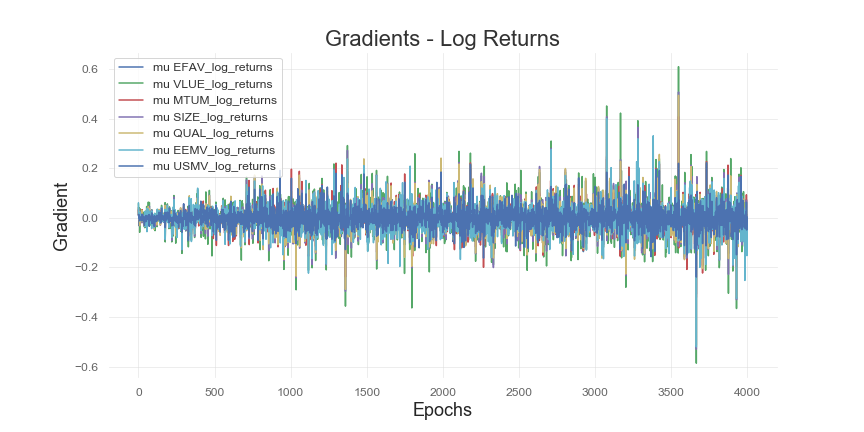 Gradients - Log Returns
mu EFAV_log_returns
mu VLUE_log_returns
mu MTUM_log_returns
mu SIZE_log_returns
mu QUAL_log_returns
mu EEMV_log_returns
mu USMV_log_returns
Gradient
0.6
0.4
0.2
0.0
−0.2
−0.4
−0.6
0 500 1000 1500 2000 2500 3000 3500 4000
Epochs